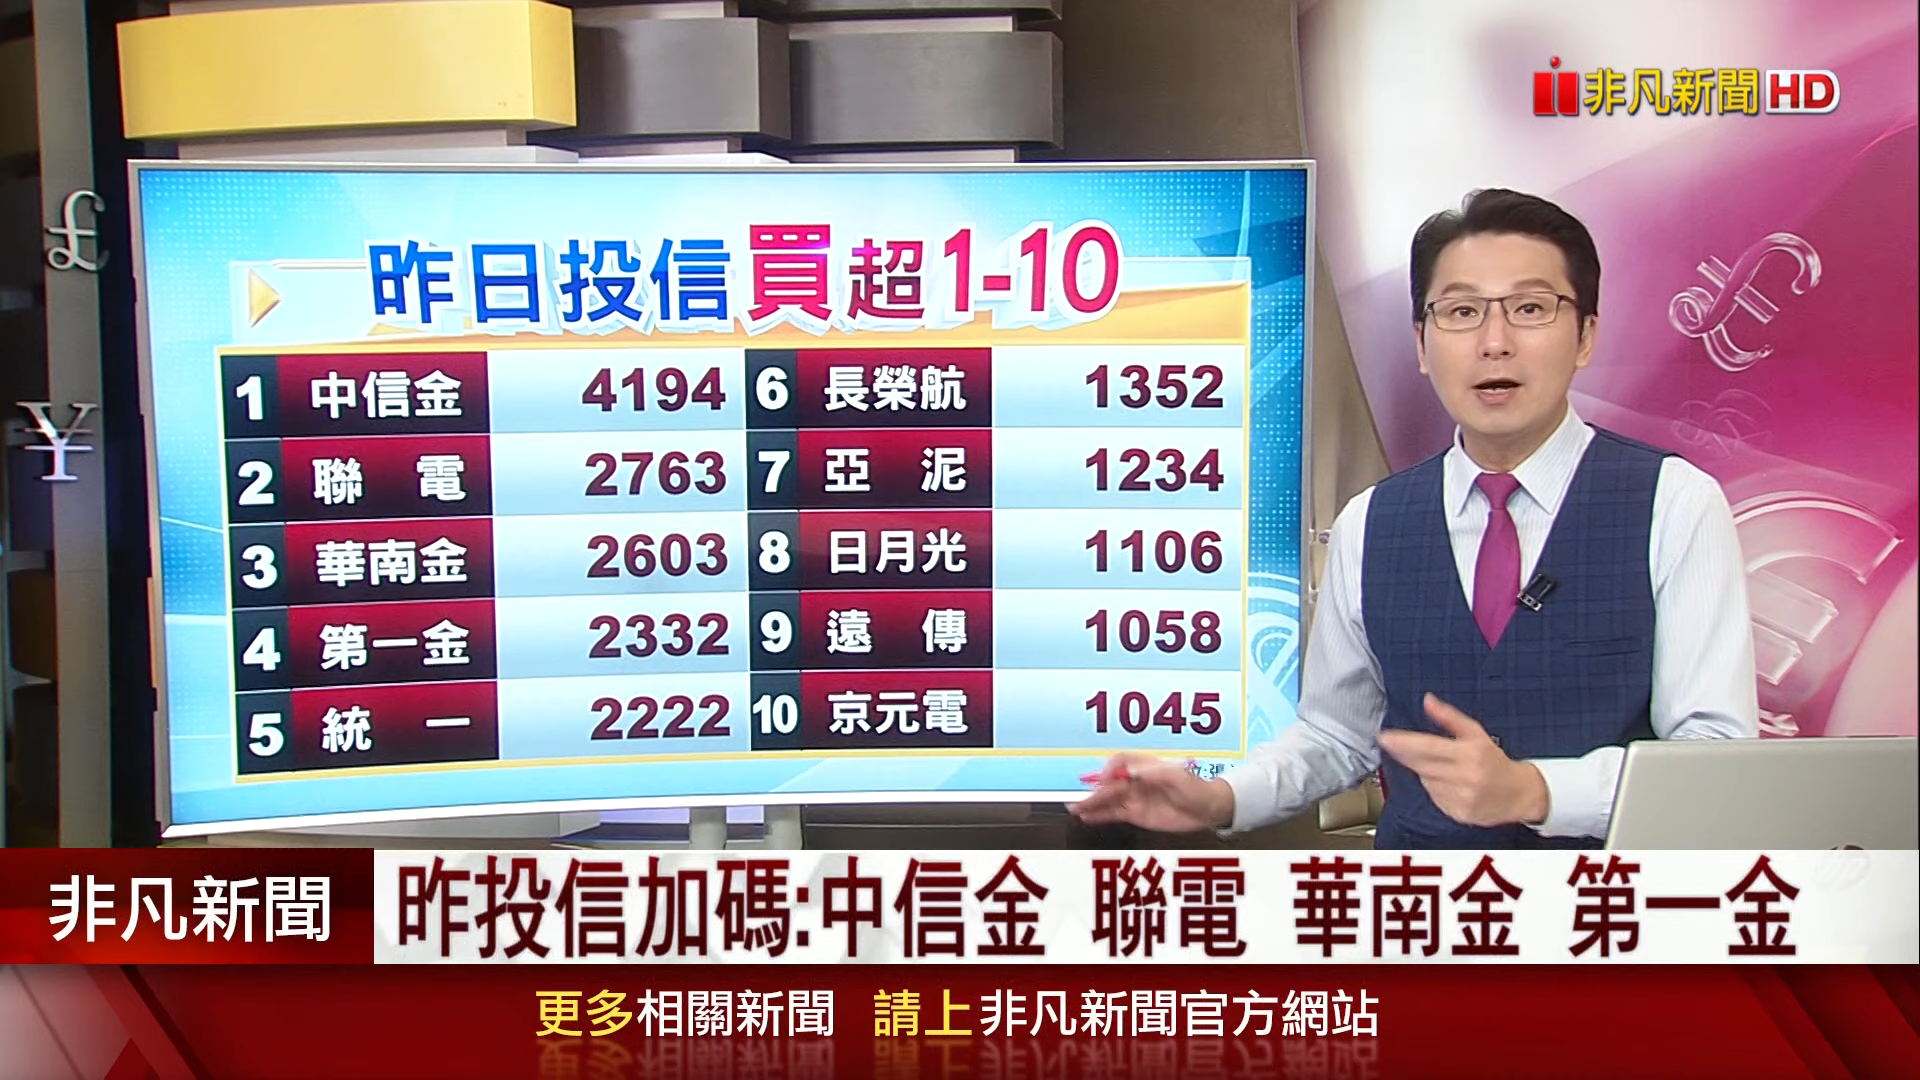 非凡新聞HD
昨日投信買超1-10
1 中信金 4194 6 長榮航 1352
2 聯電 2763 7 亞泥 1234
3 華南金 2603 8 日月光 1106
4 第一金 2332 9 遠傳 1058
5 統一 2222 10 京元電 1045
非凡新聞
昨投信加碼:中信金 聯電 華南金 第一金
更多相關新聞 請上非凡新聞官方網站